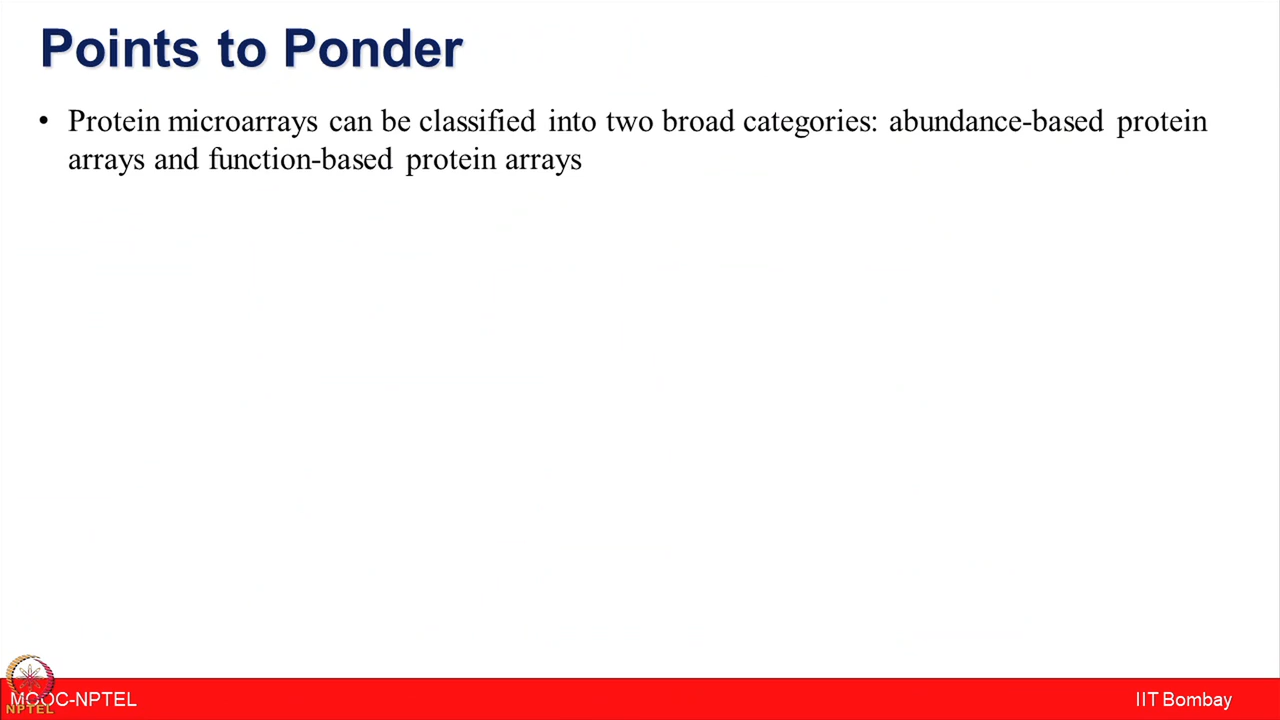 Points to Ponder
• Protein microarrays can be classified into two broad categories: abundance-based protein
arrays and function-based protein arrays
MOOC-NPTEL
NPTEL
IIT Bombay